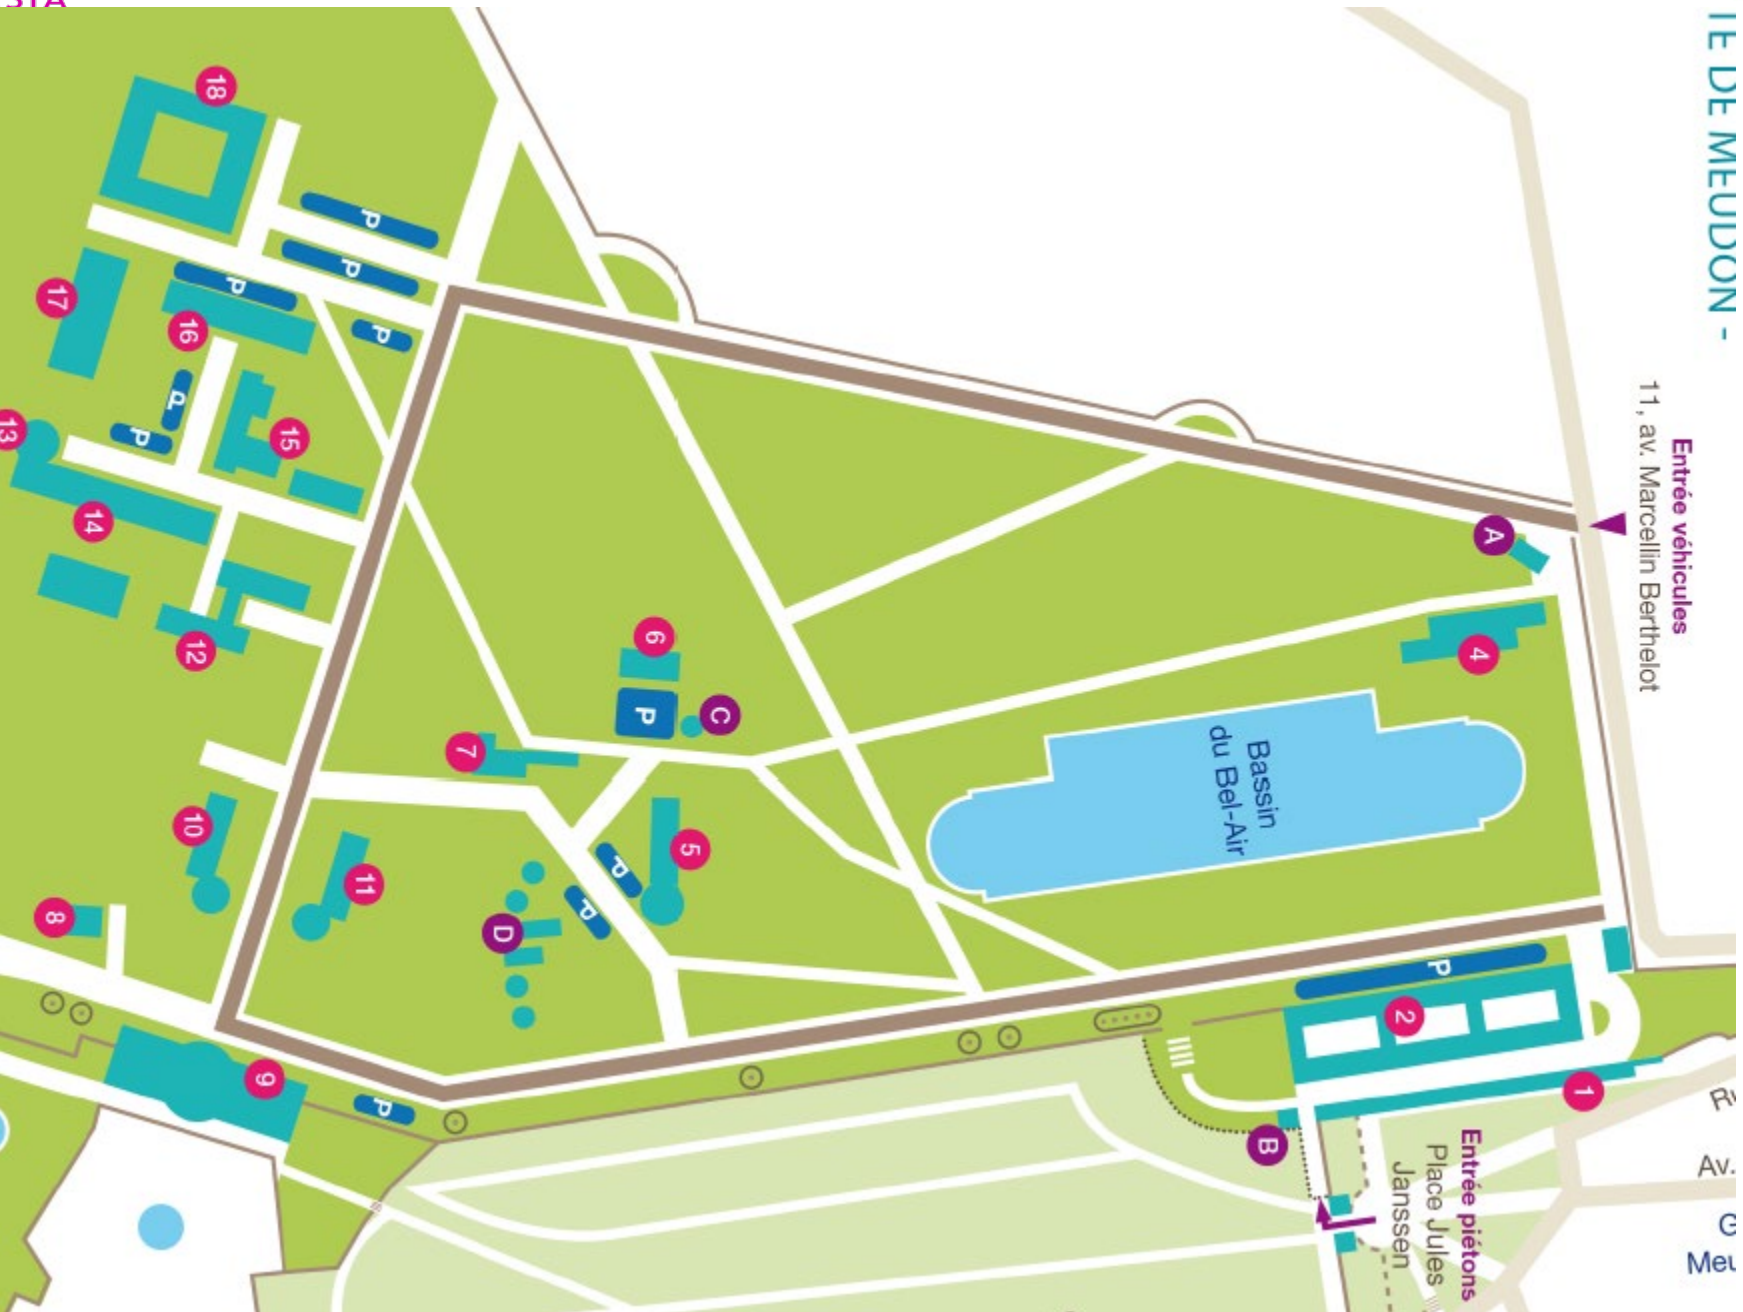 TE DE MEUDON -
Entrée véhicules
11, av. Marcellin Berthelot
A
4
Bassin
du Bel-Air
P
2
1
B
Entrée piétons
Place Jules
Janssen
Av.
18
P
P
P
P
17
16
P
P
15
13
14
12
6
P
C
7
5
P
P
D
10
11
8
9
P